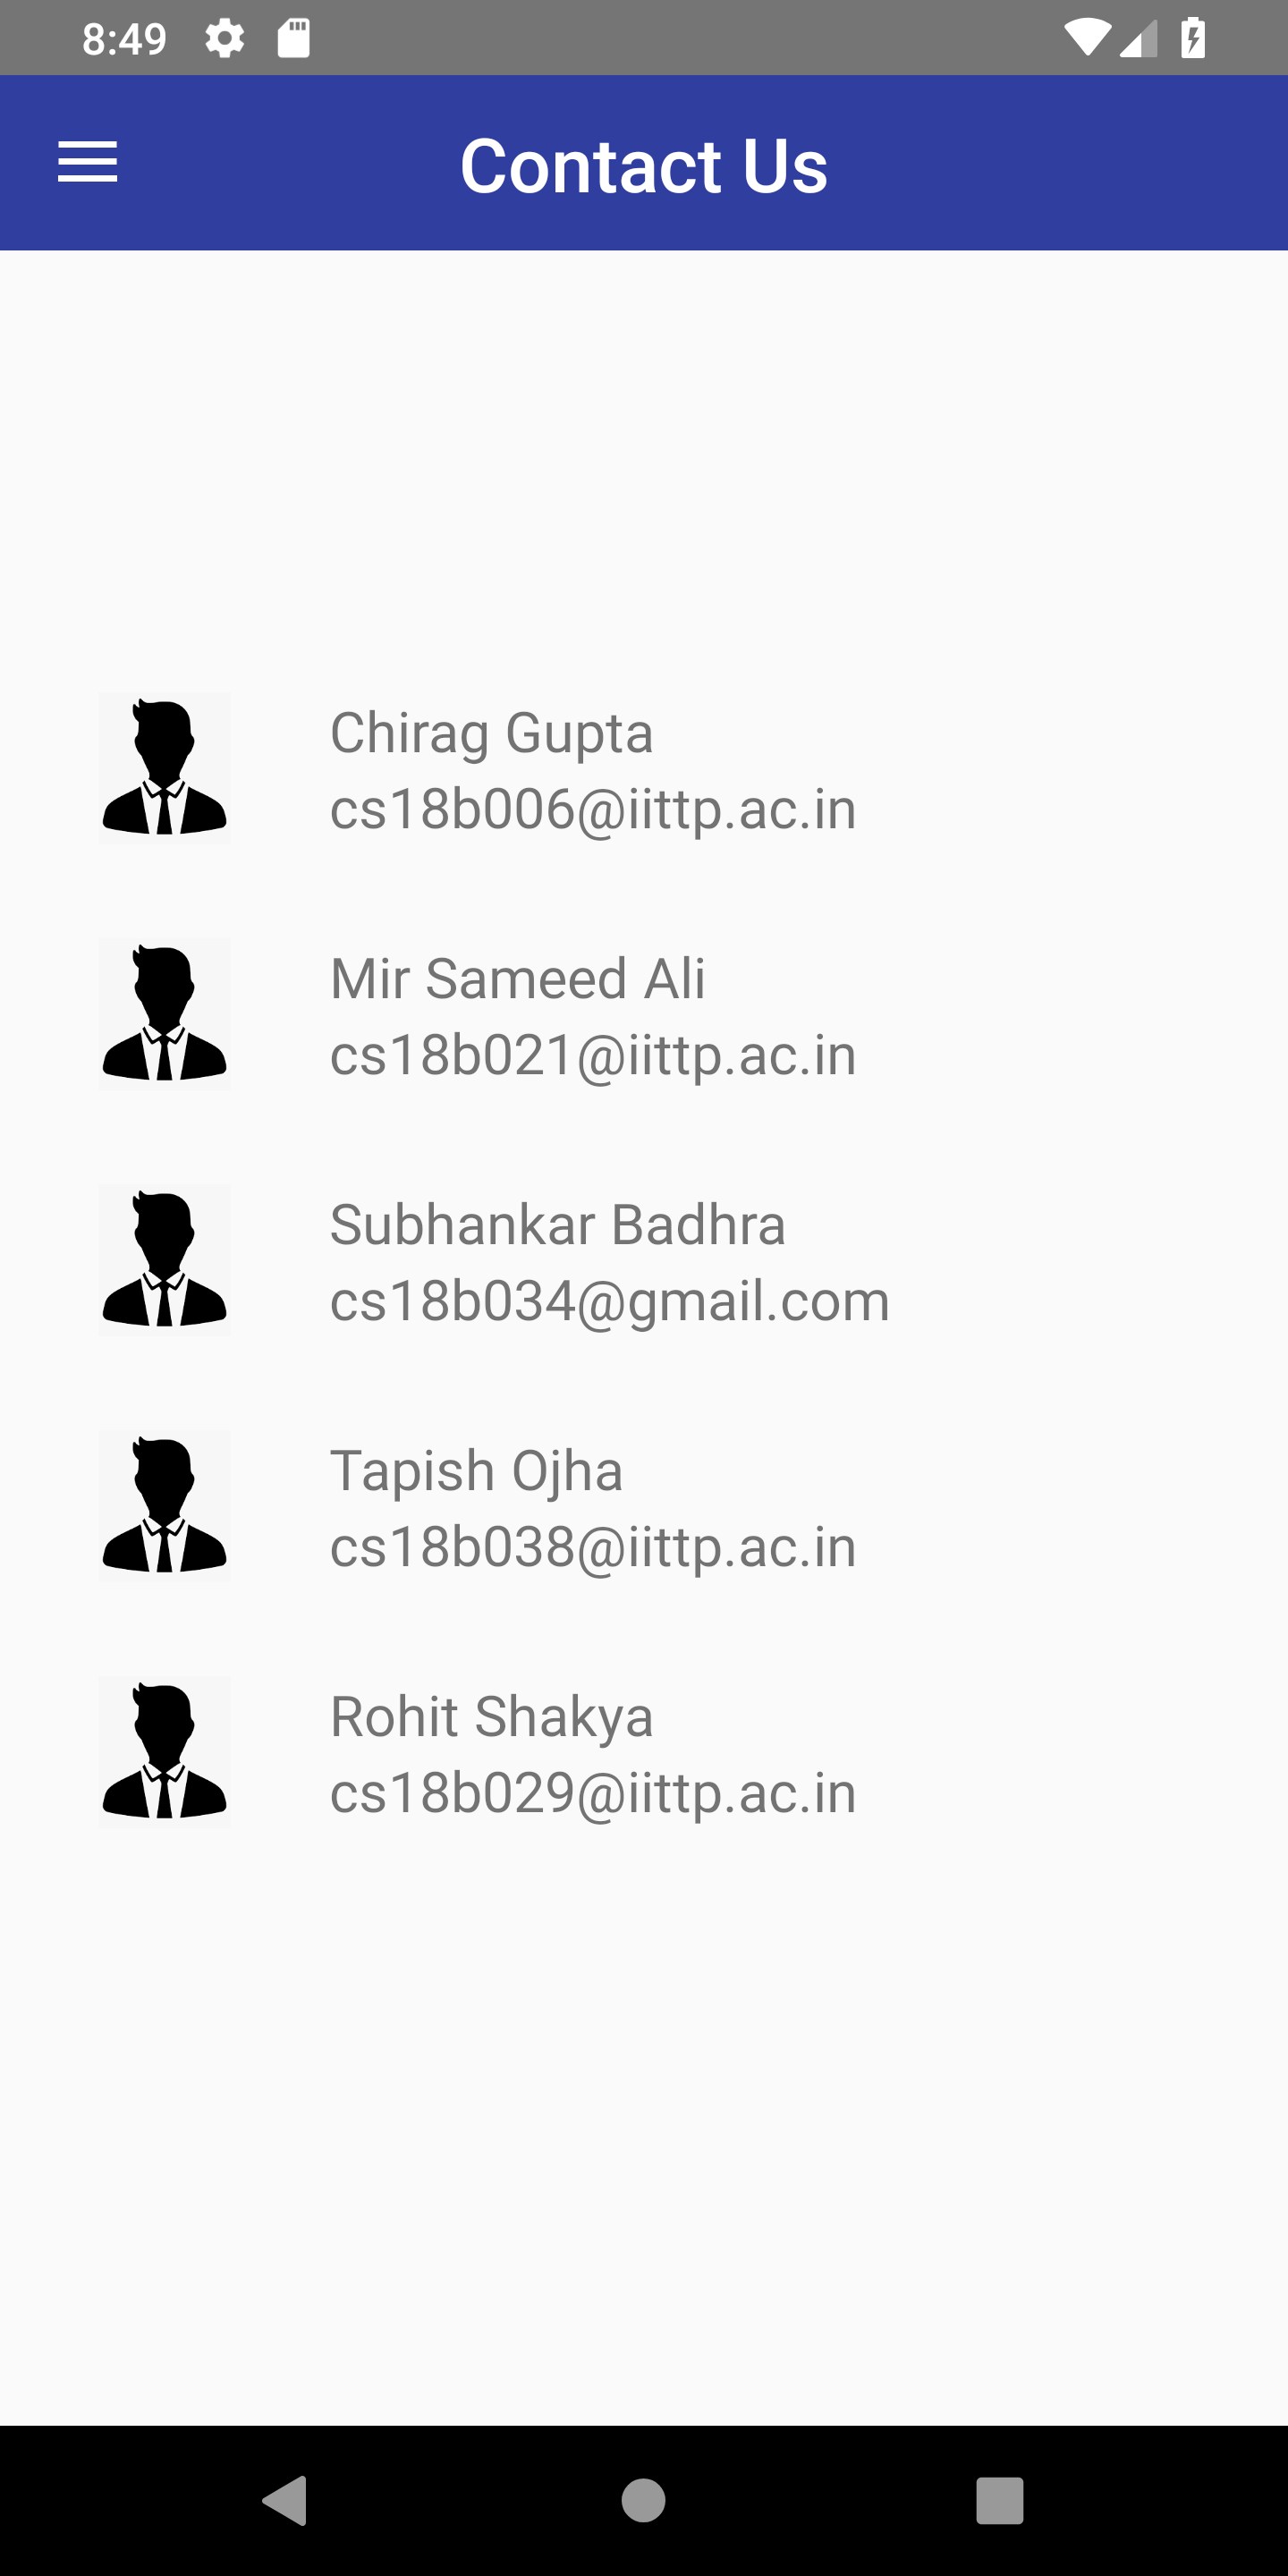 8:49
Contact Us
Chirag Gupta
cs18b006@iittp.ac.in
Mir Sameed Ali
cs18b021@iittp.ac.in
Subhankar Badhra
cs18b034@gmail.com
Tapish Ojha
cs18b038@iittp.ac.in
Rohit Shakya
cs18b029@iittp.ac.in